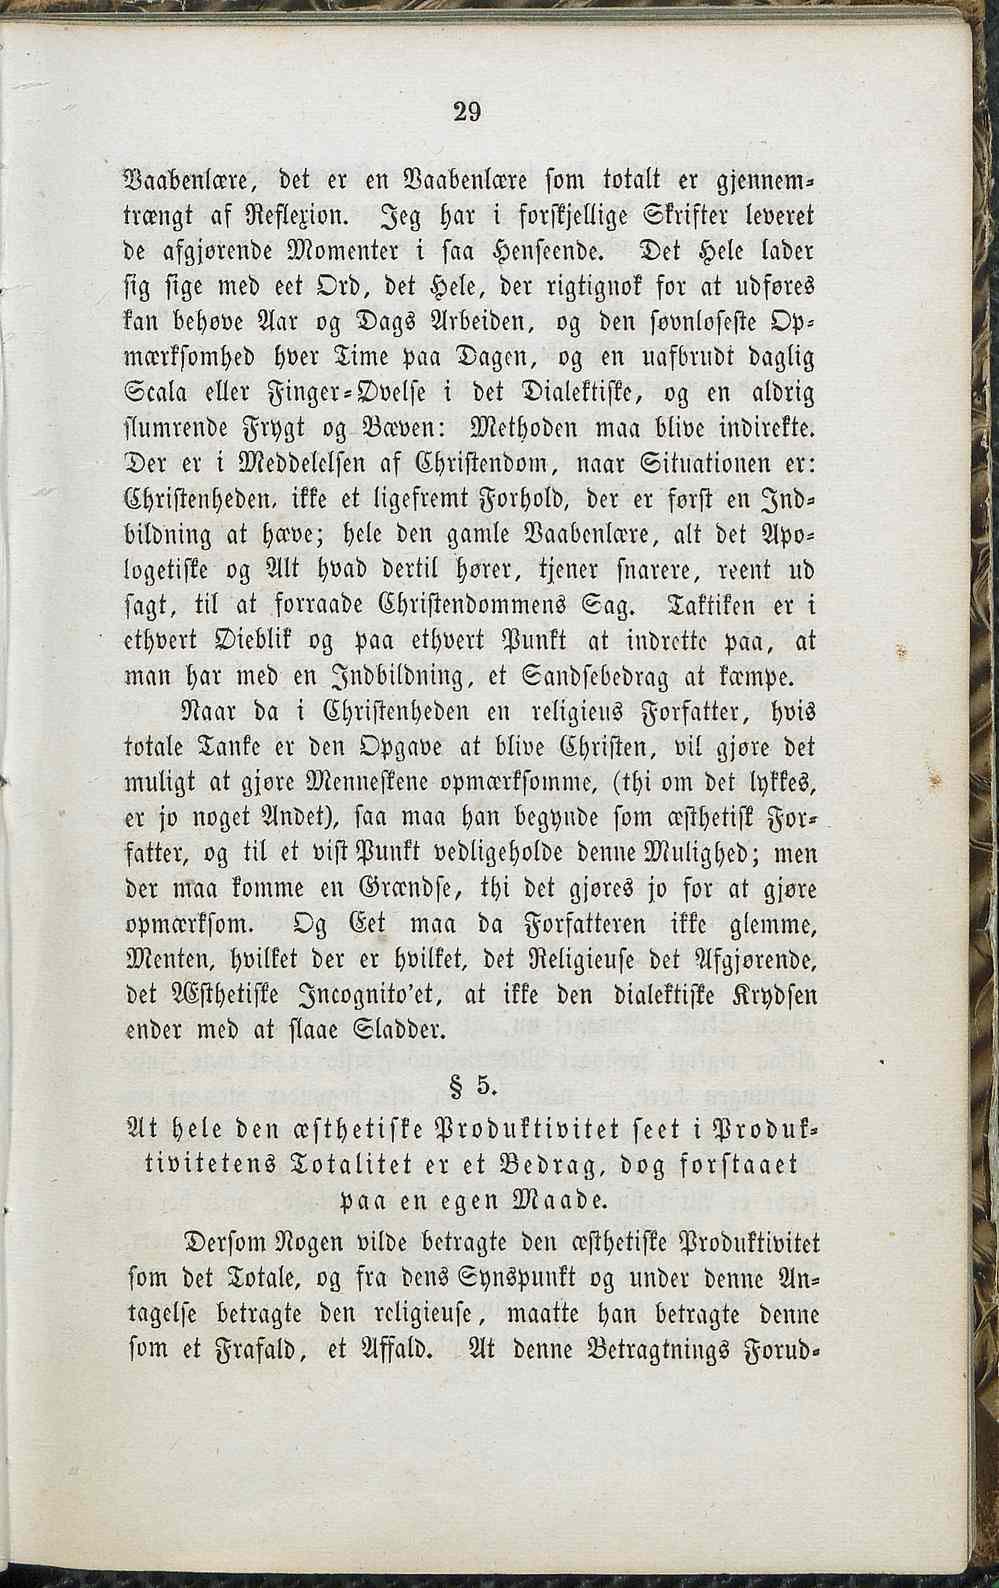 29
Vaabenlære, det er en Vaabenlære som totalt er gjennem-
trængt af Reflexion. Jeg har i forskjellige Skrifter leveret
de afgjørende Momenter i saa Henseende. Det Hele lader
sig sige med eet Ord, det Hele, der rigtignok for at udføres
kan behøve Aar og Dags Arbeiden, og den søvnløseste Op-
mærksomhed hver Time paa Dagen, og en uafbrudt daglig
Scala eller Finger-Øvelse i det Dialektiske, og en aldrig
slumrende Frygt og Bæven: Methoden maa blive indirekte.
Der er i Meddelelsen af Christendom, naar Situationen er:
Christenheden, ikke et ligefremt Forhold, der er først en Ind-
bildning at hæve; hele den gamle Vaabenlære, alt det Apo-
logetiske og Alt hvad dertil hører, tjener snarere, reent ud
sagt, til at forraade Christendommens Sag. Taktiken er i
ethvert Øieblik og paa ethvert Punkt at indrette paa, at
man har med en Indbildning, et Sandsebedrag at kæmpe.
Naar da i Christenheden en religieus Forfatter, hvis
totale Tanke er den Opgave at blive Christen, vil gjøre det
muligt at gjøre Menneskene opmærksomme, (thi om det lykkes,
er jo noget Andet), saa maa han begynde som æsthetisk For-
fatter, og til et vist Punkt vedligeholde denne Mulighed; men
der maa komme en Grændse, thi det gjøres jo for at gjøre
opmærksom. Og Eet maa da Forfatteren ikke glemme,
Menten, hvilket der er hvilket, det Religieuse det Afgjørende,
det Æsthetiske Incognito'et, at ikke den dialektiske Krydsen
ender med at slaae Sladder.
§ 5.
At hele den æsthetiske Produktivitet seet i Produk-
tivitetens Totalitet er et Bedrag, dog forstaaet
paa en egen Maade.
Dersom Nogen vilde betragte den æsthetiske Produktivitet
som det Totale, og fra dens Synspunkt og under denne An-
tagelse betragte den religieuse, maatte han betragte denne
som et Frafald, et Affald. At denne Betragtnings Forud-